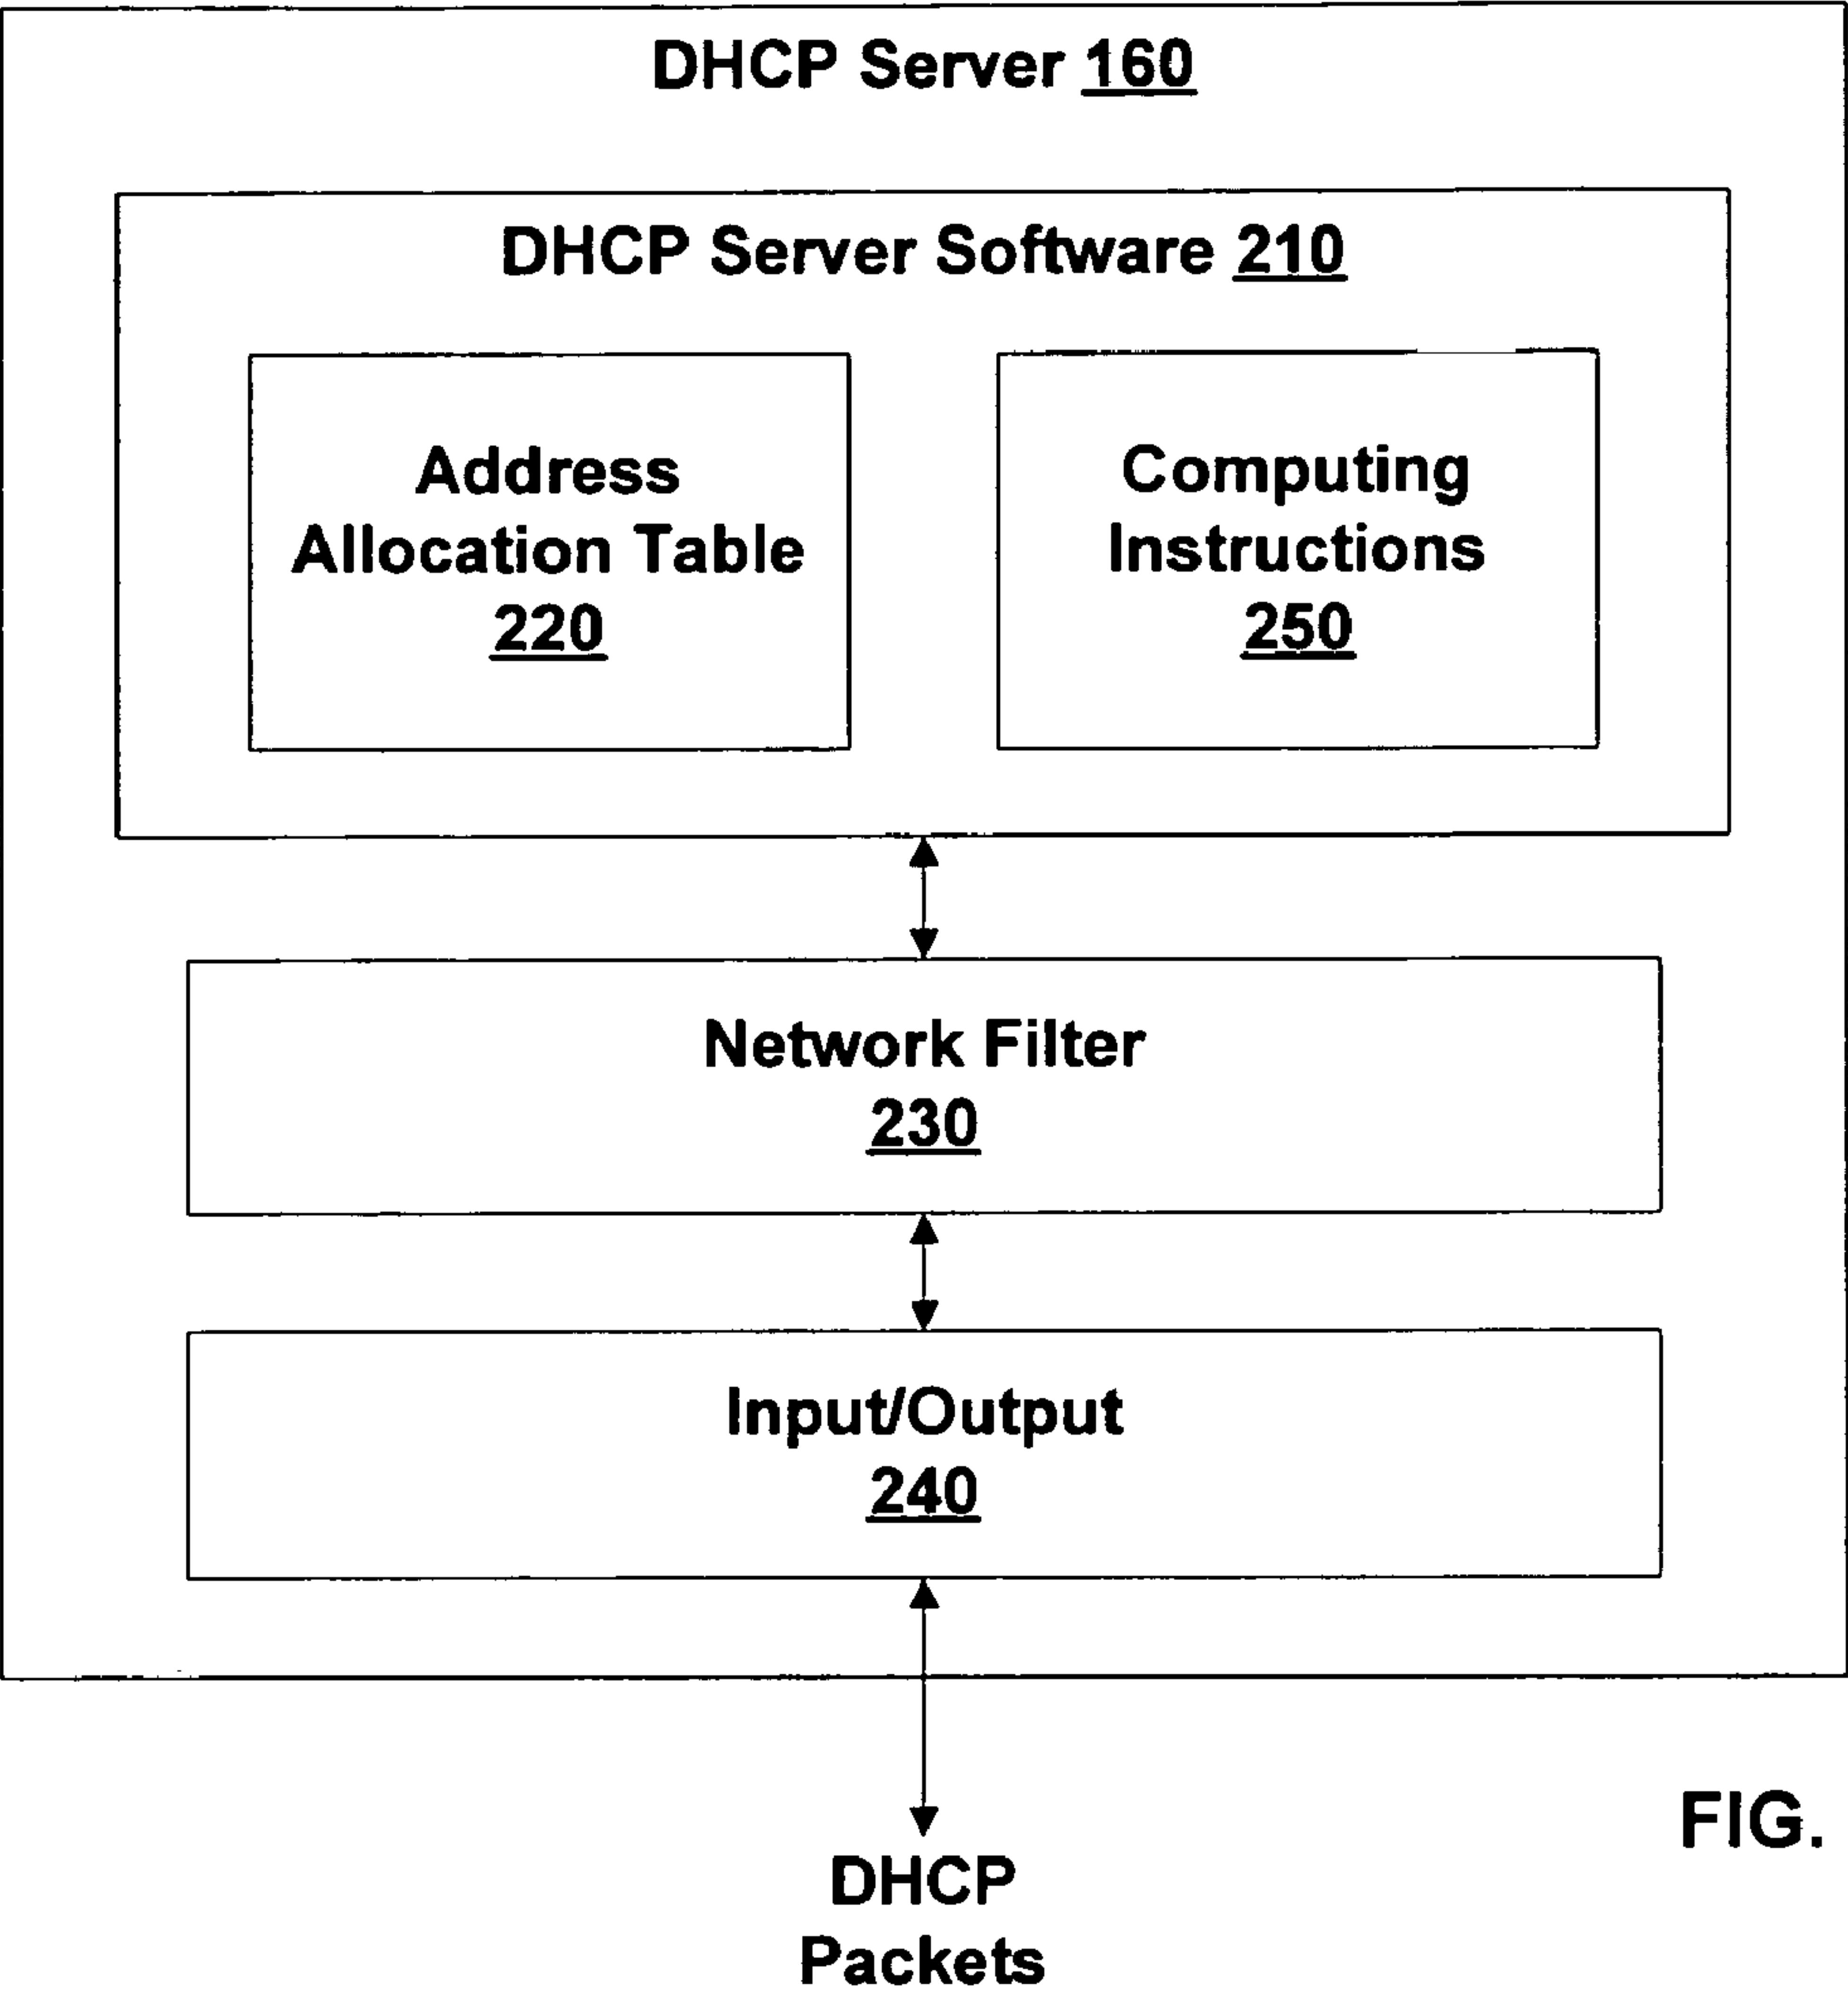 DHCP Server 160
DHCP Server Software 210
Address
Allocation Table
220
Computing
Instructions
250
Network Filter
230
Input/Output
240
DHCP
Packets
FIG.